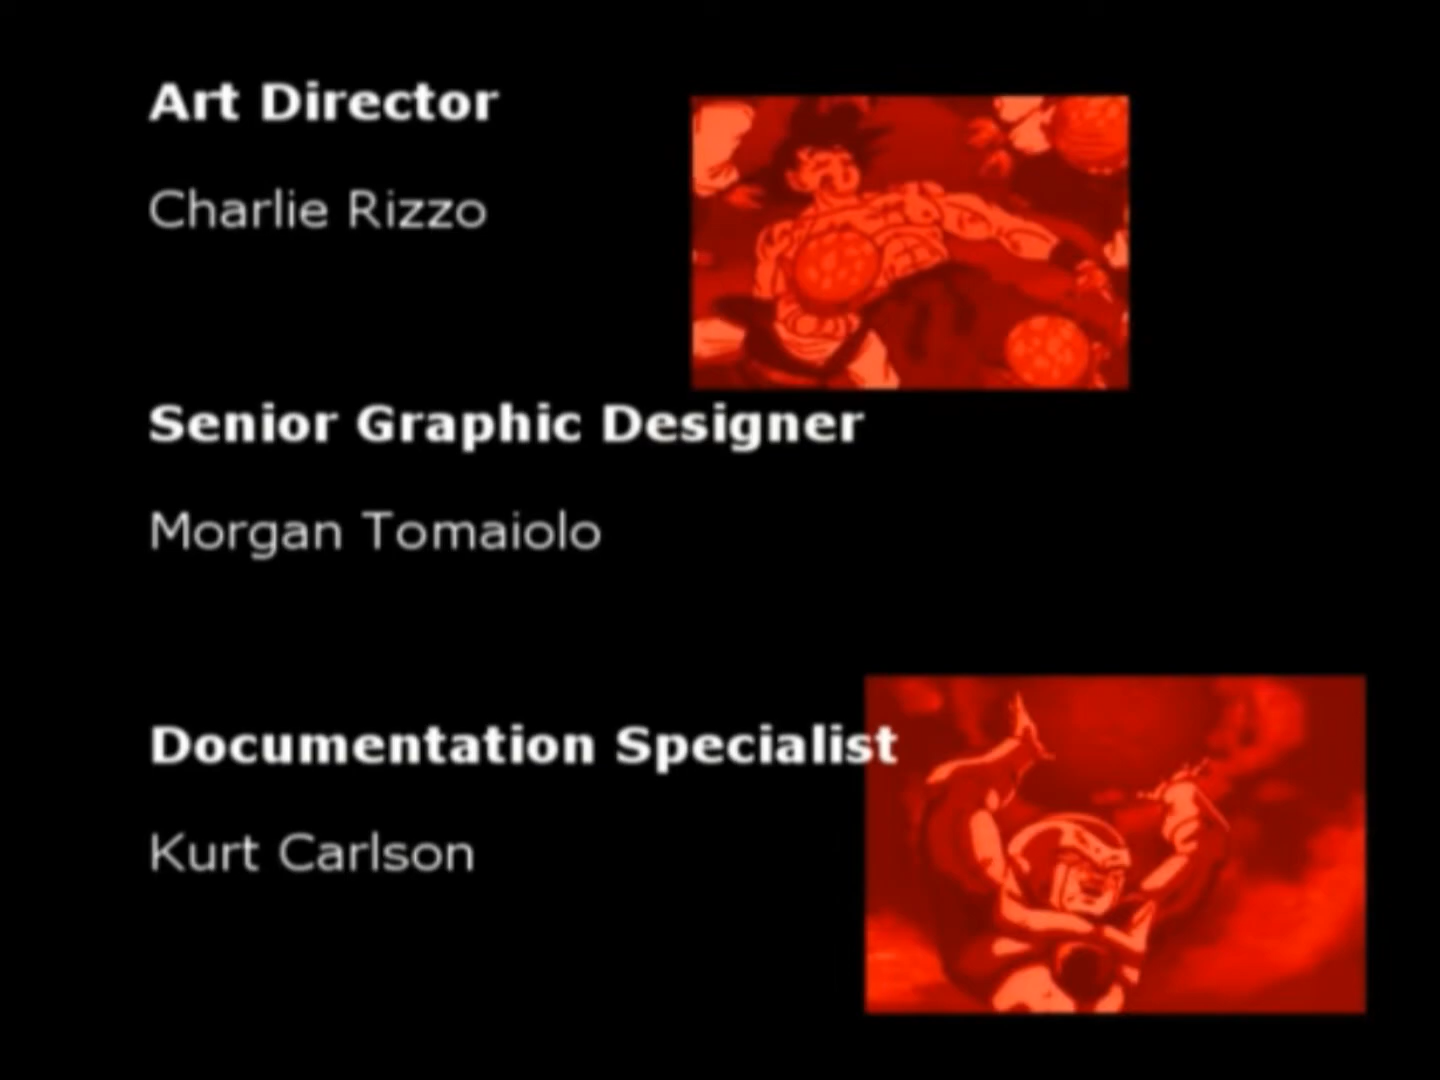 Art Director
Charlie Rizzo
Senior Graphic Designer
Morgan Tomaiolo
Documentation Specialist
Kurt Carlson